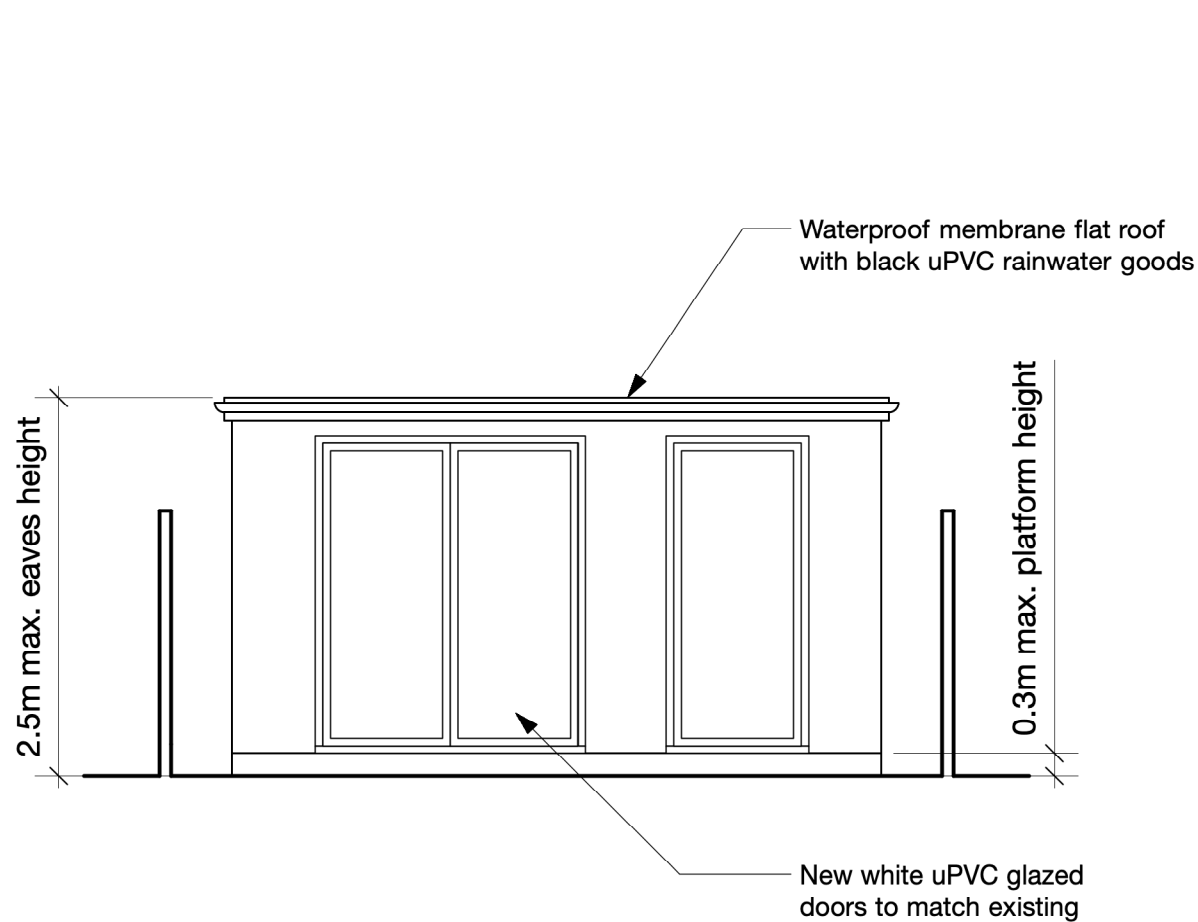 Waterproof membrane flat roof
with black uPVC rainwater goods
2.5m max. eaves height
0.3m max. platform height
New white uPVC glazed
doors to match existing